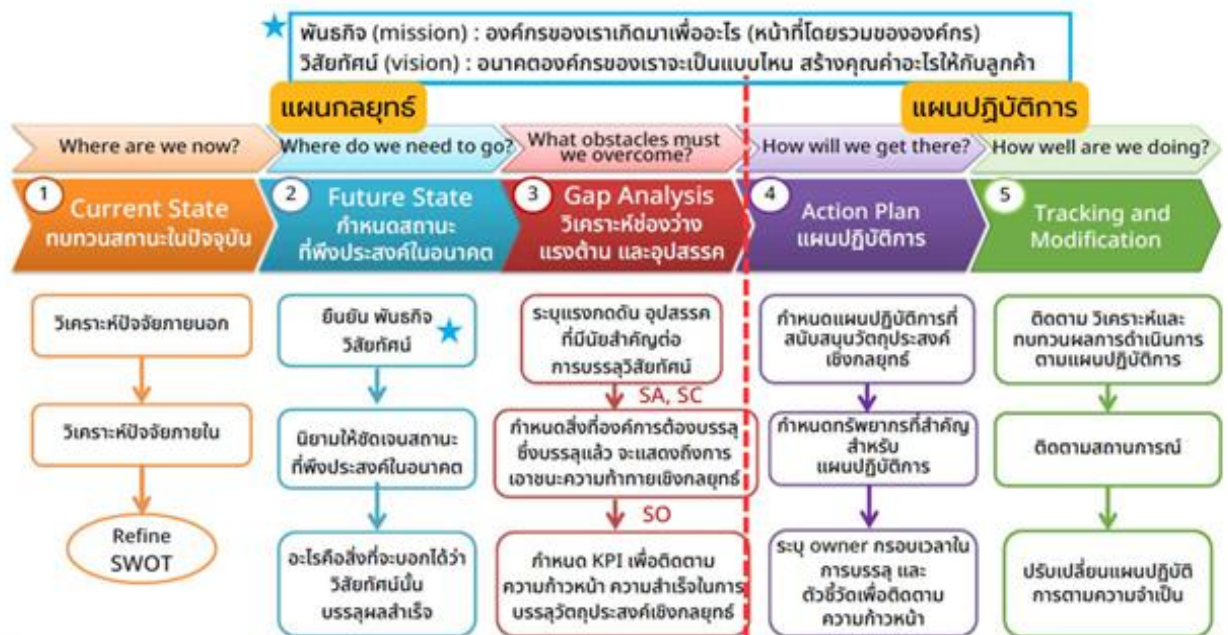 พันธกิจ (mission) : องค์กรของเราเกิดมาเพื่ออะไร (หน้าที่โดยรวมขององค์กร)
วิสัยทัศน์ (vision) : อนาคตองค์กรของเราจะเป็นแบบไหน สร้างคุณค่าอะไรให้กับลูกค้า
แผนกลยุทธ์
แผนปฏิบัติการ
Where are we now?
Where do we need to go?
What obstacles must
we overcome?
How will we get there?
How well are we doing?
1
Current State
ทบทวนสถานะในปัจจุบัน
2
Future State
กำหนดสถานะ
ที่พึงประสงค์ในอนาคต
3
Gap Analysis
วิเคราะห์ช่องว่าง
แรงต้าน และอุปสรรค
4
Action Plan
แผนปฏิบัติการ
5
Tracking and
Modification
วิเคราะห์ปัจจัยภายนอก
วิเคราะห์ปัจจัยภายใน
Refine
SWOT
ยืนยัน พันธกิจ
วิสัยทัศน์
นิยามให้ชัดเจนสถานะ
ที่พึงประสงค์ในอนาคต
อะไรคือสิ่งที่จะบอกได้ว่า
วิสัยทัศน์นั้น
บรรลุผลสำเร็จ
ระบุแรงกดดัน อุปสรรค
ที่มีนัยสำคัญต่อ
การบรรลุวิสัยทัศน์
SA, SC
กำหนดสิ่งที่องค์การต้องบรรลุ
ซึ่งบรรลุแล้ว จะแสดงถึงการ
เอาชนะความท้าทายเชิงกลยุทธ์
SO
กำหนด KPI เพื่อติดตาม
ความก้าวหน้า ความสำเร็จในการ
บรรลุวัตถุประสงค์เชิงกลยุทธ์
กำหนดแผนปฏิบัติการที่
สนับสนุนวัตถุประสงค์
เชิงกลยุทธ์
กำหนดทรัพยากรที่สำคัญ
สำหรับ
แผนปฏิบัติการ
ระบุ owner กรอบเวลาใน
การบรรลุ และ
ตัวชี้วัดเพื่อติดตาม
ความก้าวหน้า
ติดตาม วิเคราะห์และ
ทบทวนผลการดำเนินการ
ตามแผนปฏิบัติการ
ติดตามสถานการณ์
ปรับเปลี่ยนแผนปฏิบัติ
การตามความจำเป็น